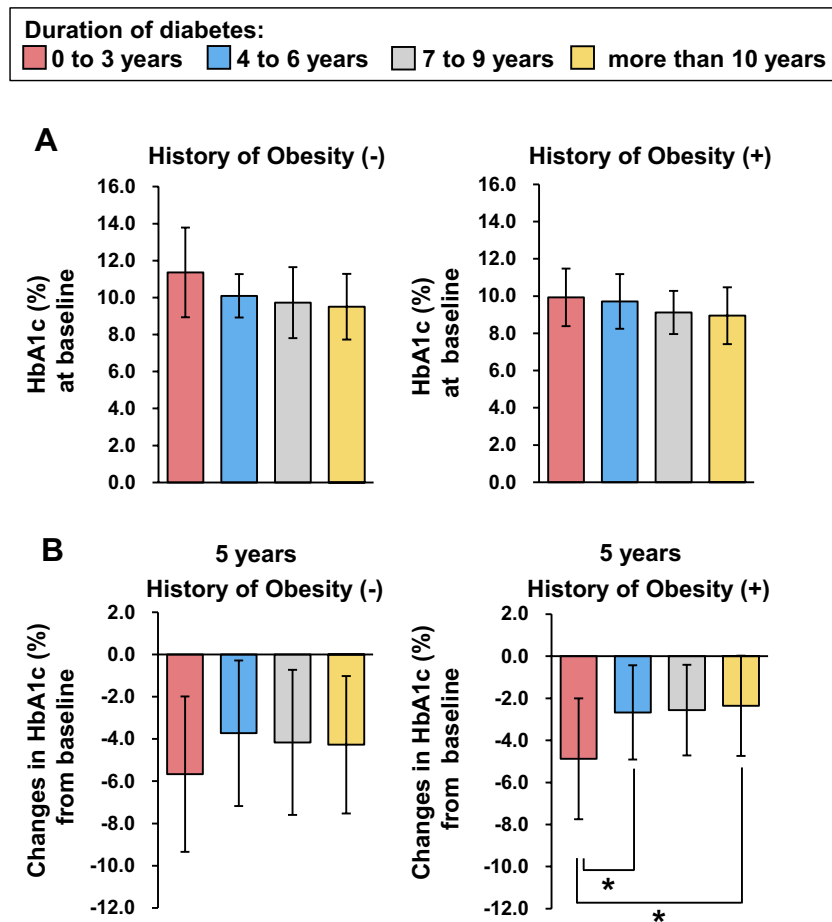 Duration of diabetes:
0 to 3 years 4 to 6 years 7 to 9 years more than 10 years
A
History of Obesity (-)
HbA1c (%)
at baseline
16.0
14.0
12.0
10.0
8.0
6.0
4.0
2.0
0.0
History of Obesity (+)
HbA1c (%)
at baseline
16.0
14.0
12.0
10.0
8.0
6.0
4.0
2.0
0.0
B
5 years
History of Obesity (-)
Changes in HbA1c (%)
from baseline
2.0
0.0
-2.0
-4.0
-6.0
-8.0
-10.0
-12.0
5 years
History of Obesity (+)
Changes in HbA1c (%)
from baseline
2.0
0.0
-2.0
-4.0
-6.0
-8.0
-10.0
-12.0
*
*